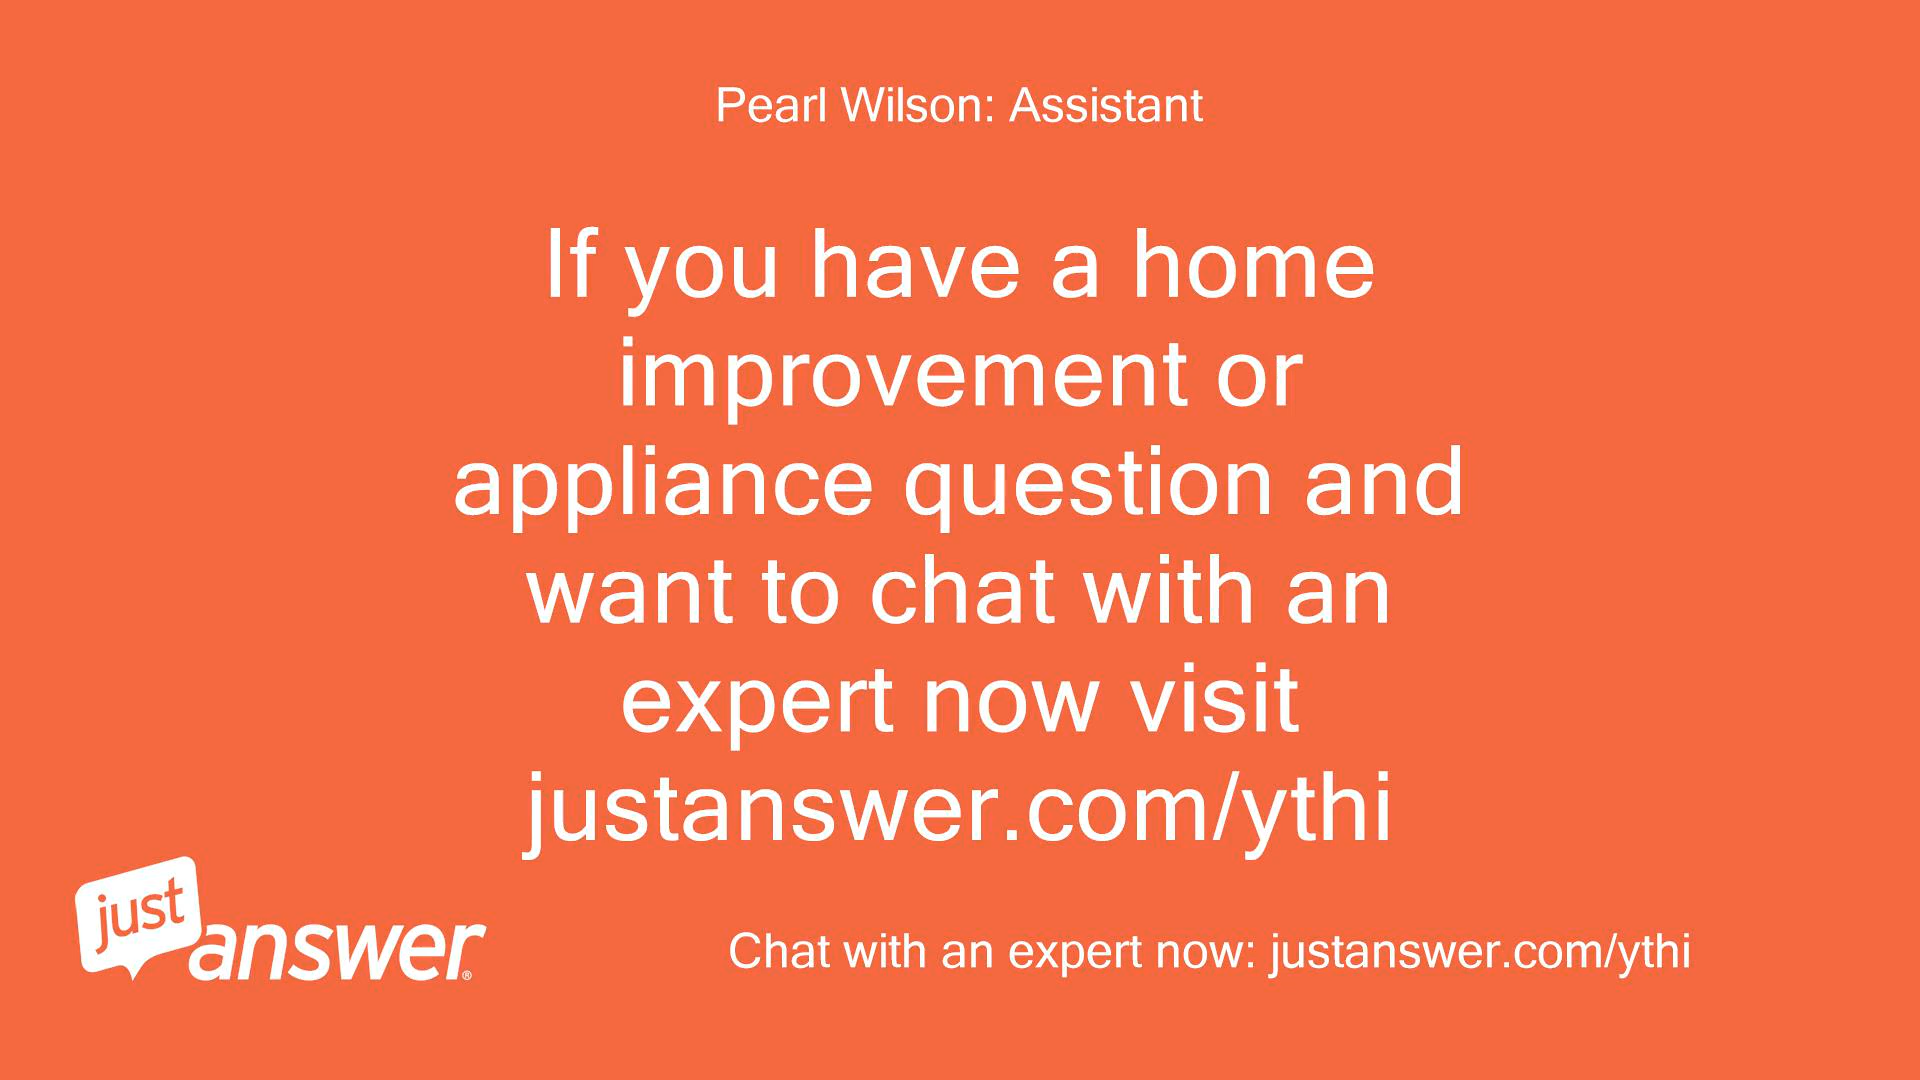 Pearl Wilson: Assistant
If you have a home
improvement or
appliance question and
want to chat with an
expert now visit
justanswer.com/ythi
just
answer®
Chat with an expert now: justanswer.com/ythi